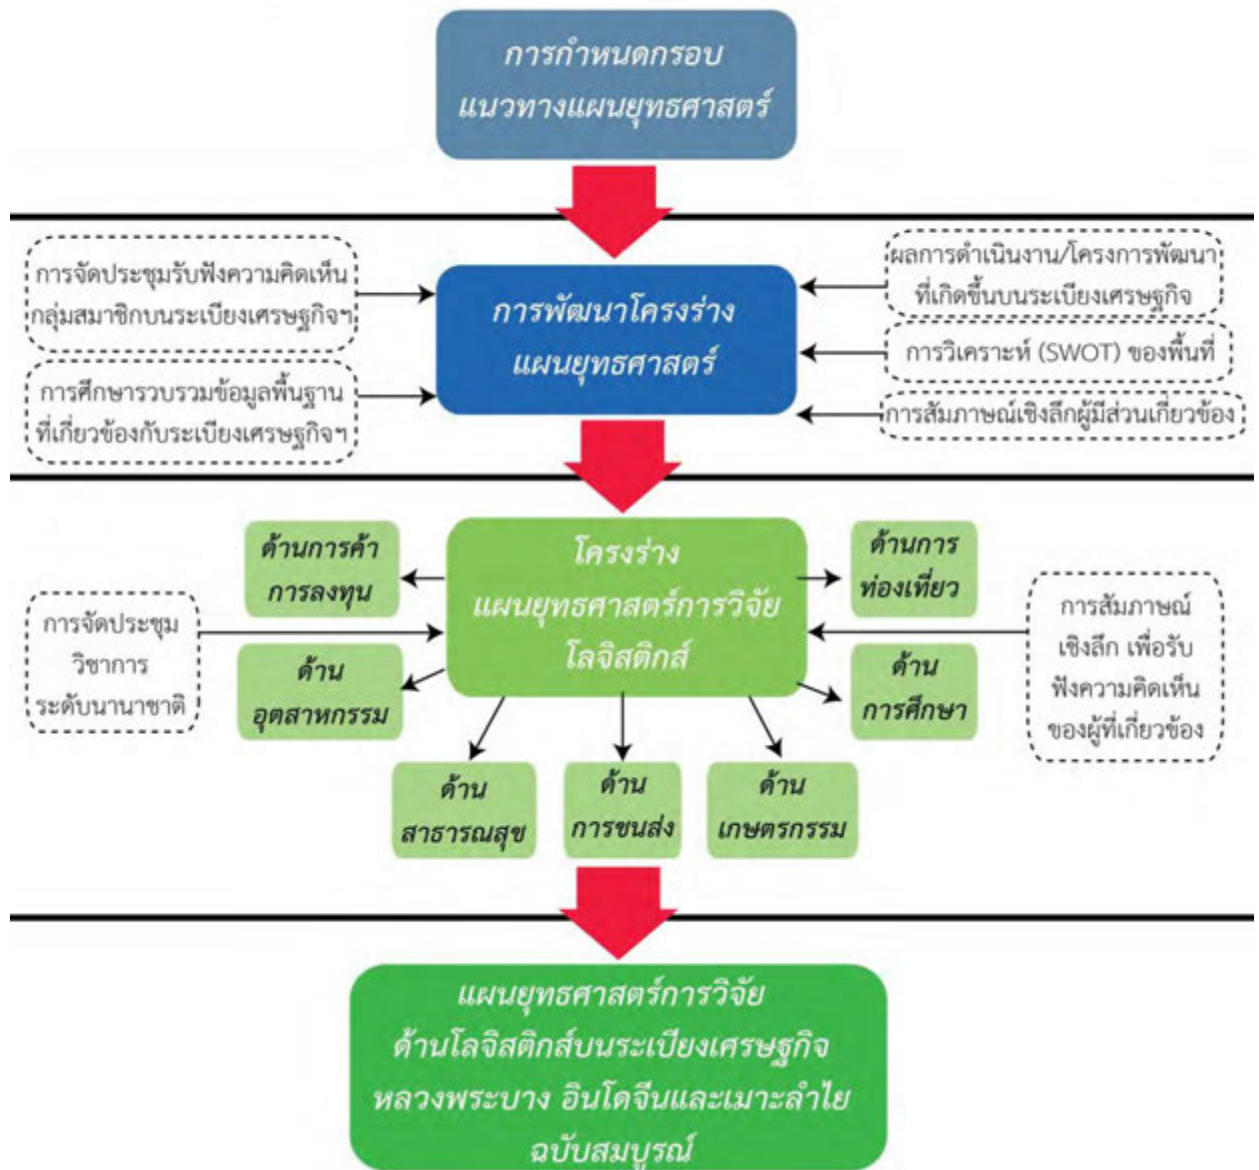 การกำหนดกรอบ
แนวทางแผนยุทธศาสตร์
การจัดประชุมรับฟังความคิดเห็น
กลุ่มสมาชิกบนระเบียงเศรษฐกิจฯ
การศึกษารวบรวมข้อมูลพื้นฐาน
ที่เกี่ยวข้องกับระเบียงเศรษฐกิจฯ
การพัฒนาโครงร่าง
แผนยุทธศาสตร์
ผลการดำเนินงาน/โครงการพัฒนา
ที่เกิดขึ้นบนระเบียงเศรษฐกิจ
การวิเคราะห์ (SWOT) ของพื้นที่
การสัมภาษณ์เชิงลึกผู้มีส่วนเกี่ยวข้อง
ด้านการค้า
การลงทุน
การจัดประชุม
วิชาการ
ระดับนานาชาติ
ด้าน
อุตสาหกรรม
โครงร่าง
แผนยุทธศาสตร์การวิจัย
โลจิสติกส์
ด้านการ
ท่องเที่ยว
ด้าน
การศึกษา
การสัมภาษณ์
เชิงลึก เพื่อรับ
ฟังความคิดเห็น
ของผู้ที่เกี่ยวข้อง
ด้าน
สาธารณสุข
ด้าน
การขนส่ง
ด้าน
เกษตรกรรม
แผนยุทธศาสตร์การวิจัย
ด้านโลจิสติกส์บนระเบียงเศรษฐกิจ
หลวงพระบาง อินโดจีนและเมาะลำไย
ฉบับสมบูรณ์